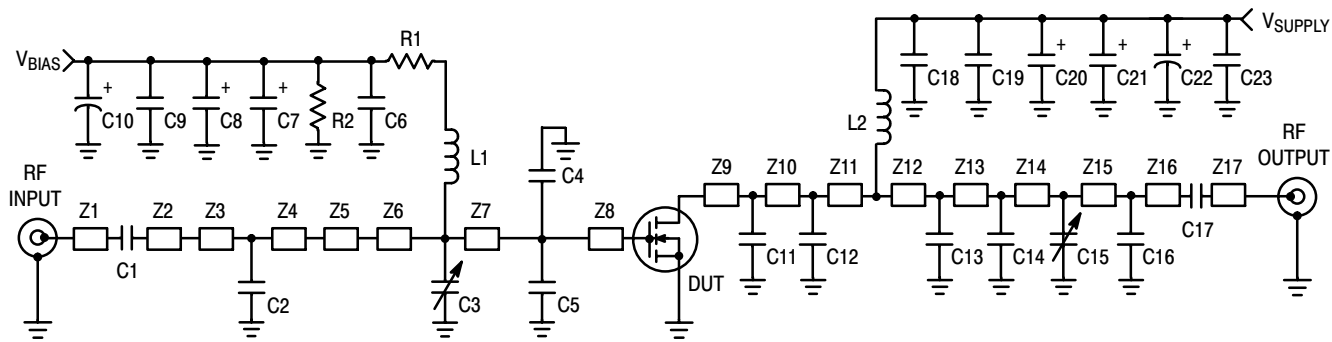 V_BIAS
+
C10
C9
+
C8
+
C7
R2
C6
R1
L1
RF
INPUT
Z1
C1
Z2
Z3
C2
Z4
Z5
Z6
C3
Z7
C4
C5
Z8
DUT
Z9
C11
Z10
C12
Z11
L2
V_SUPPLY
C18
C19
+
C20
+
C21
+
C22
C23
Z12
C13
Z13
C14
Z14
C15
Z15
C16
Z16
C17
Z17
RF
OUTPUT